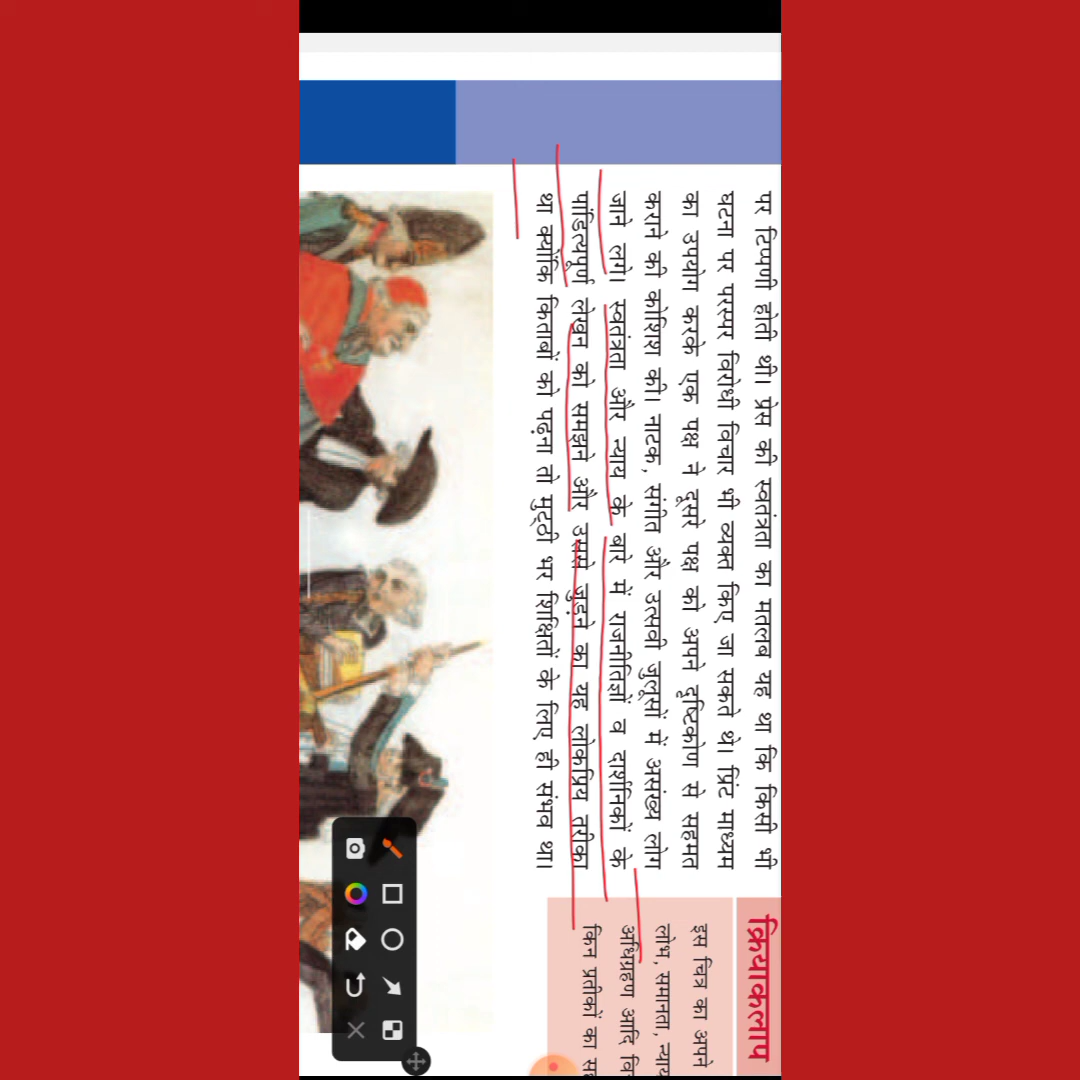 पर टिप्पणी होती थी। प्रेस की स्वतंत्रता का मतलब यह था कि किसी भी
घटना पर परस्पर विरोधी विचार भी व्यक्त किए जा सकते थे। प्रिंट माध्यम
का उपयोग करके एक पक्ष ने दूसरे पक्ष को अपने दृष्टिकोण से सहमत
कराने की कोशिश की। नाटक, संगीत और उत्सवी जुलूसों में असंख्य लोग
जाने लगे। स्वतंत्रता और न्याय के बारे में राजनीतिज्ञों व दार्शनिकों के
पांडित्यपूर्ण लेखन को समझने और उससे जुड़ने का यह लोकप्रिय तरीका
था क्योंकि किताबों को पढ़ना तो मुट्ठी भर शिक्षितों के लिए ही संभव था।
क्रियाकलाप
इस चित्र का अपने
लोभ, समानता, न्याय
अधिग्रहण आदि
किन प्रतीकों का